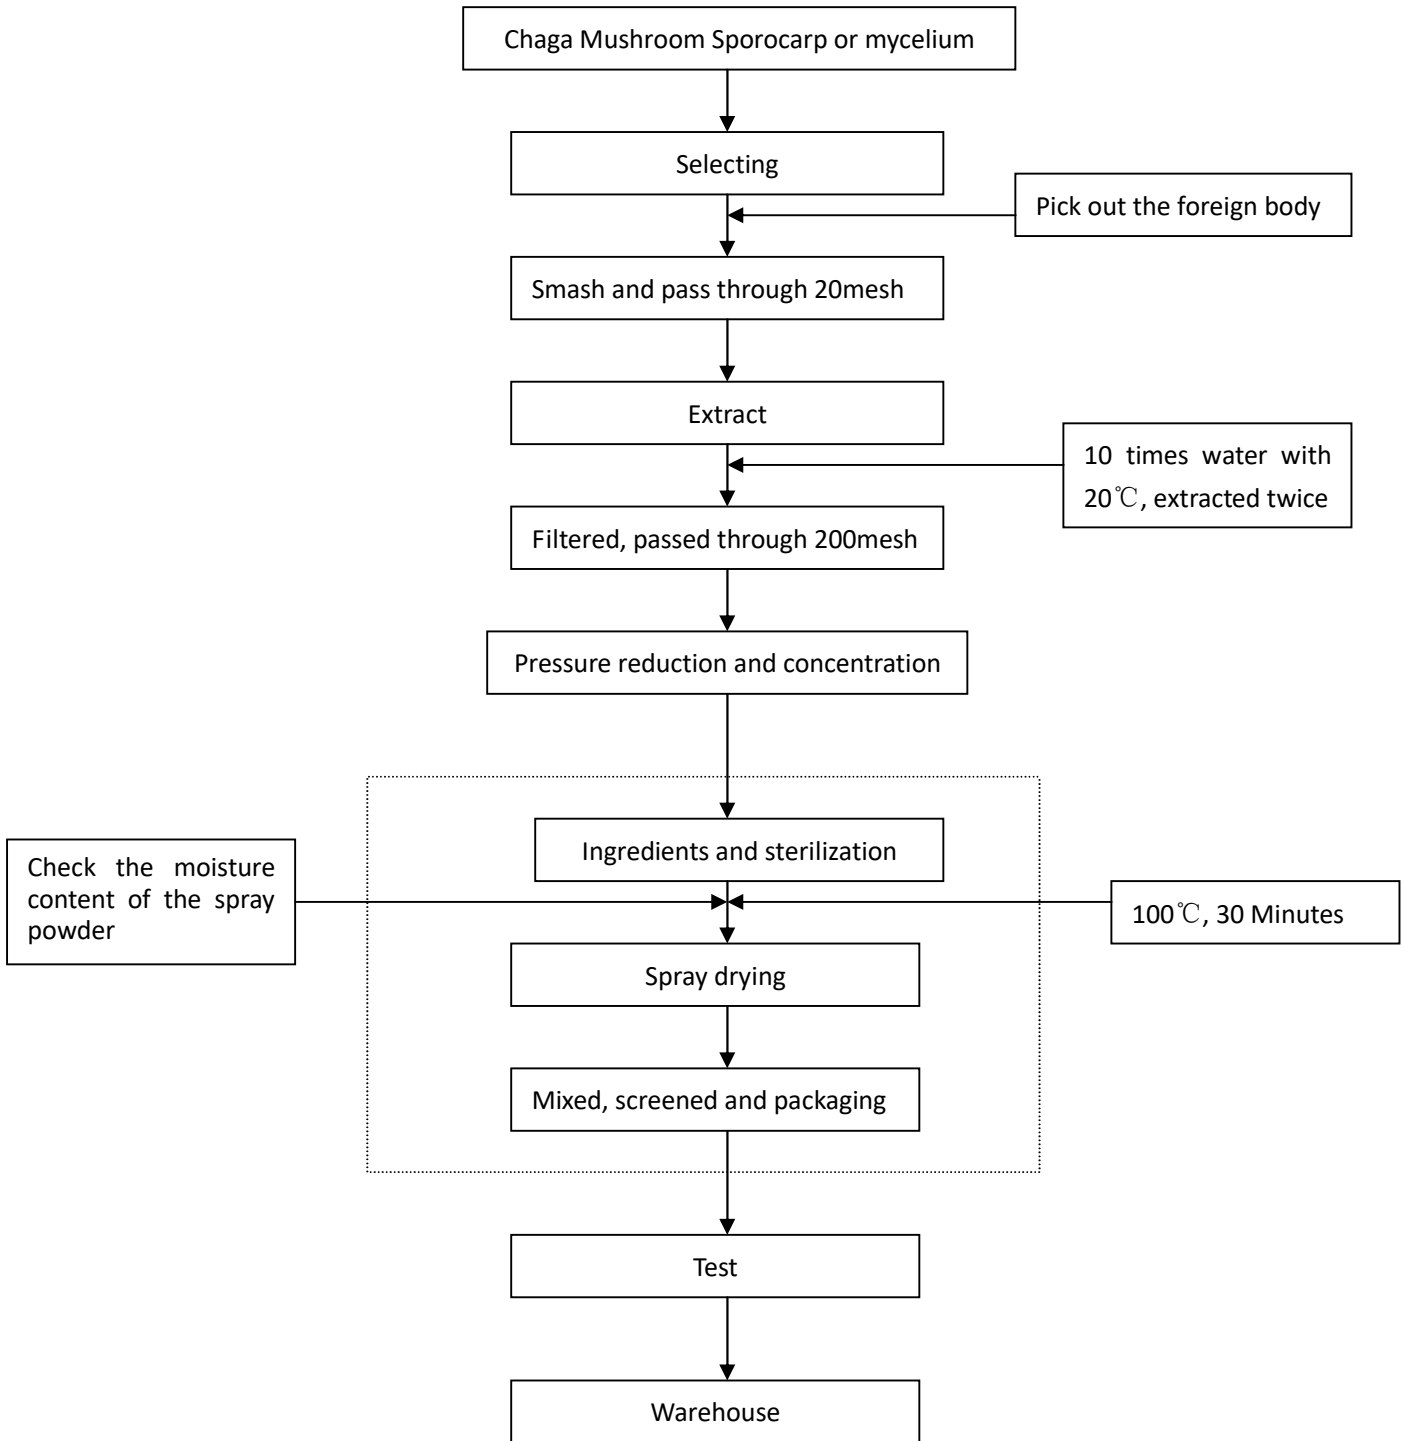 Chaga Mushroom Sporocarp or mycelium
Selecting
Pick out the foreign body
Smash and pass through 20mesh
Extract
10 times water with
20℃, extracted twice
Filtered, passed through 200mesh
Pressure reduction and concentration
Ingredients and sterilization
Check the moisture
content of the spray
powder
100℃, 30 Minutes
Spray drying
Mixed, screened and packaging
Test
Warehouse